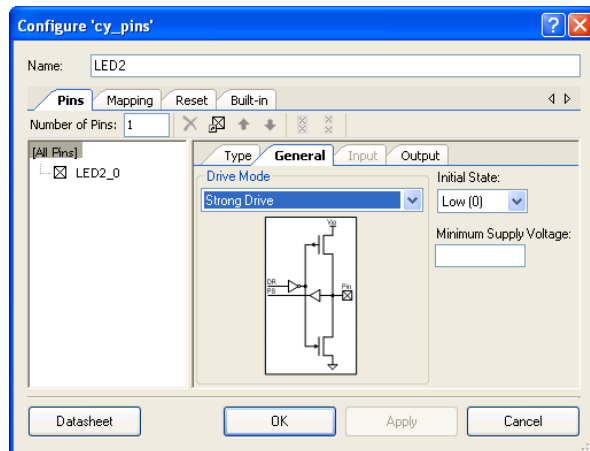 Configure 'cy_pins'
Name: LED2
Pins Mapping Reset Built-in
Number of Pins: 1
[All Pins]
LED2_0
Type General Input Output
Drive Mode
Strong Drive
Initial State:
Low (0)
Minimum Supply Voltage:
Vio
DR
PS
Pin
Datasheet OK Apply Cancel